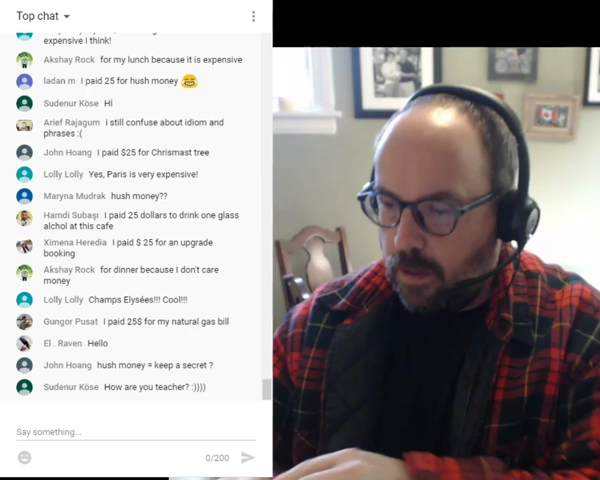 Top chat
expensive I think!
Akshay Rock for my lunch because it is expensive
ladan m I paid 25 for hush money 😂
Sudenur Köse Hİ
Arief Rajagum i still confuse about idiom and
phrases :(
John Hoang I paid $25 for Chrismast tree
Lolly Lolly Yes, Paris is very expensive!
Maryna Mudrak hush money??
Hamdi Subaşı I paid 25 dollars to drink one glass
alchol at this cafe
Ximena Heredia I paid $ 25 for an upgrade
booking
Akshay Rock for dinner because I don't care
money
Lolly Lolly Champs Elysées!!! Cool!!!
Gungor Pusat I paid 25$ for my natural gas bill
El . Raven Hello
John Hoang hush money = keep a secret ?
Sudenur Köse How are you teacher? :))))
Say something...
0/200